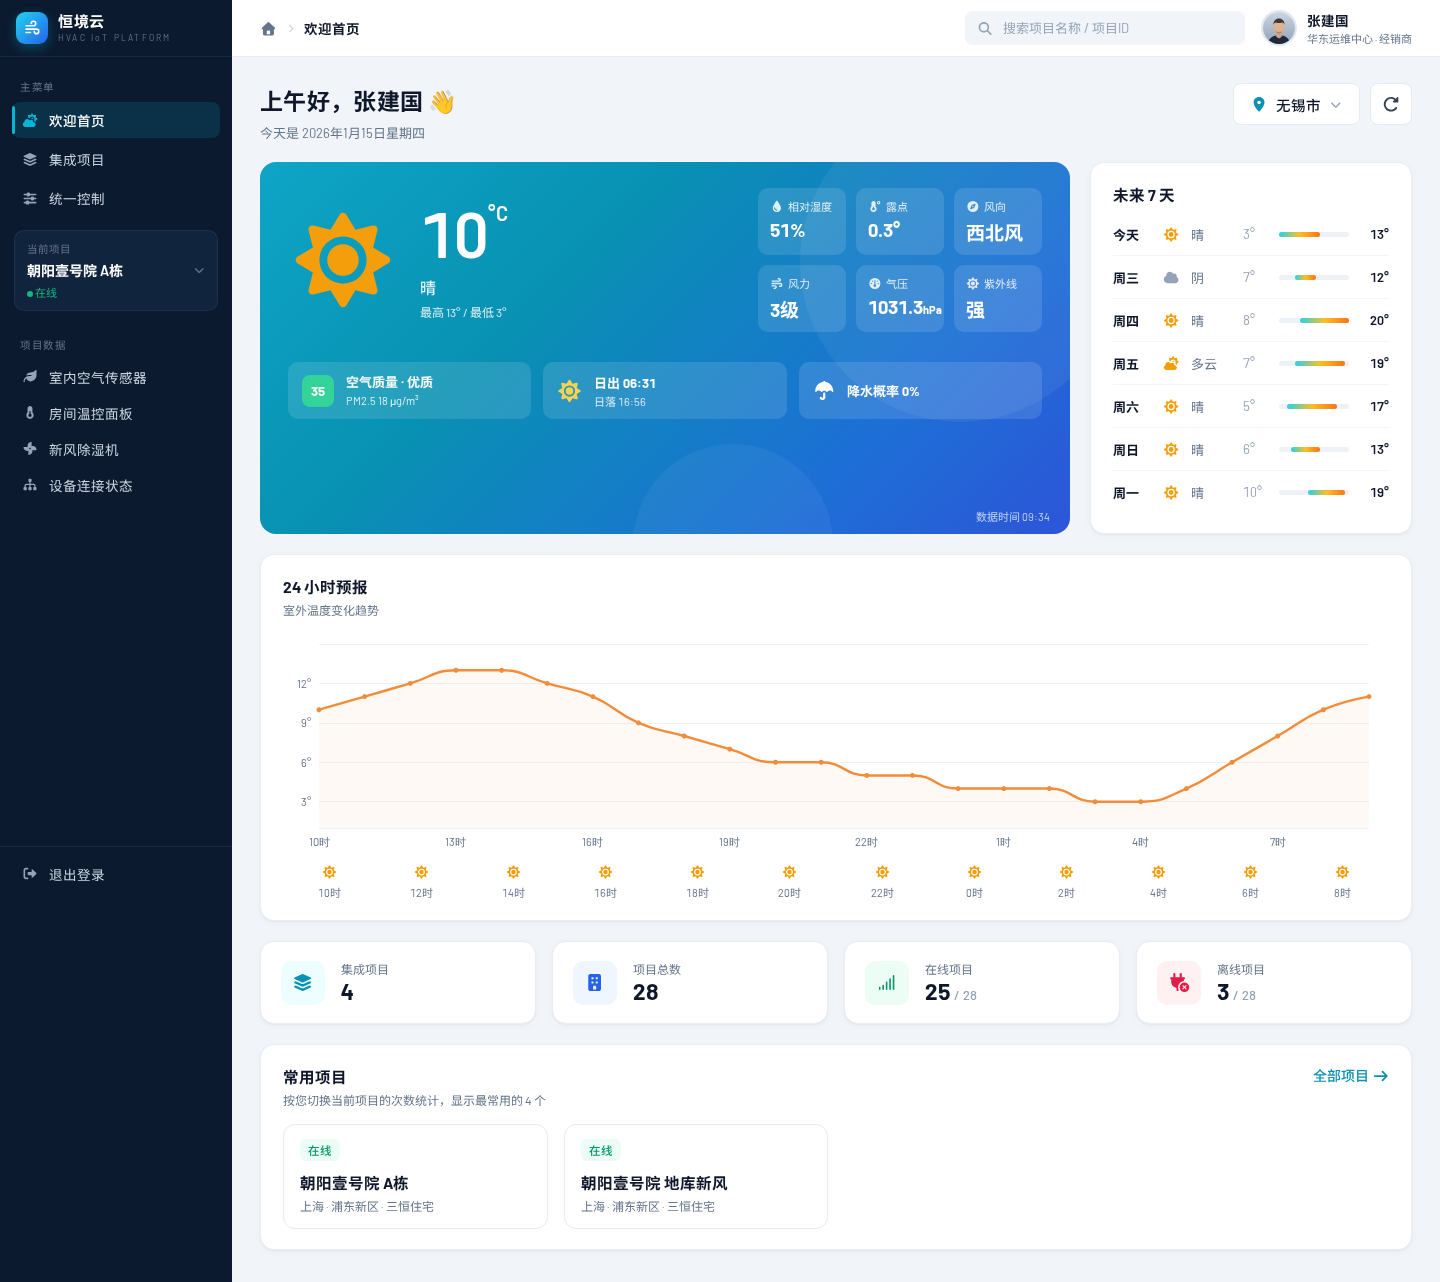 恒境云
HVAC IoT PLATFORM
主菜单
欢迎首页
集成项目
统一控制
当前项目
朝阳壹号院 A栋
在线
项目数据
室内空气传感器
房间温控面板
新风除湿机
设备连接状态
退出登录
欢迎首页
搜索项目名称 / 项目ID
张建国
华东运维中心 · 经销商
上午好，张建国 👋
今天是 2026年1月15日星期四
无锡市
10°C
晴
最高 13° / 最低 3°
相对湿度
51%
露点
0.3°
风向
西北风
风力
3级
气压
1031.3hPa
紫外线
强
35
空气质量 · 优质
PM2.5 18 μg/m³
日出 06:31
日落 16:56
降水概率 0%
数据时间 09:34
未来 7 天
今天 晴 3° 13°
周三 阴 7° 12°
周四 晴 8° 20°
周五 多云 7° 19°
周六 晴 5° 17°
周日 晴 6° 13°
周一 晴 10° 19°
24 小时预报
室外温度变化趋势
12°
9°
6°
3°
10时 13时 16时 19时 22时 1时 4时 7时
10时 12时 14时 16时 18时 20时 22时 0时 2时 4时 6时 8时
集成项目
4
项目总数
28
在线项目
25 / 28
离线项目
3 / 28
常用项目
按您切换当前项目的次数统计，显示最常用的 4 个
全部项目
在线
朝阳壹号院 A栋
上海 · 浦东新区 · 三恒住宅
在线
朝阳壹号院 地库新风
上海 · 浦东新区 · 三恒住宅